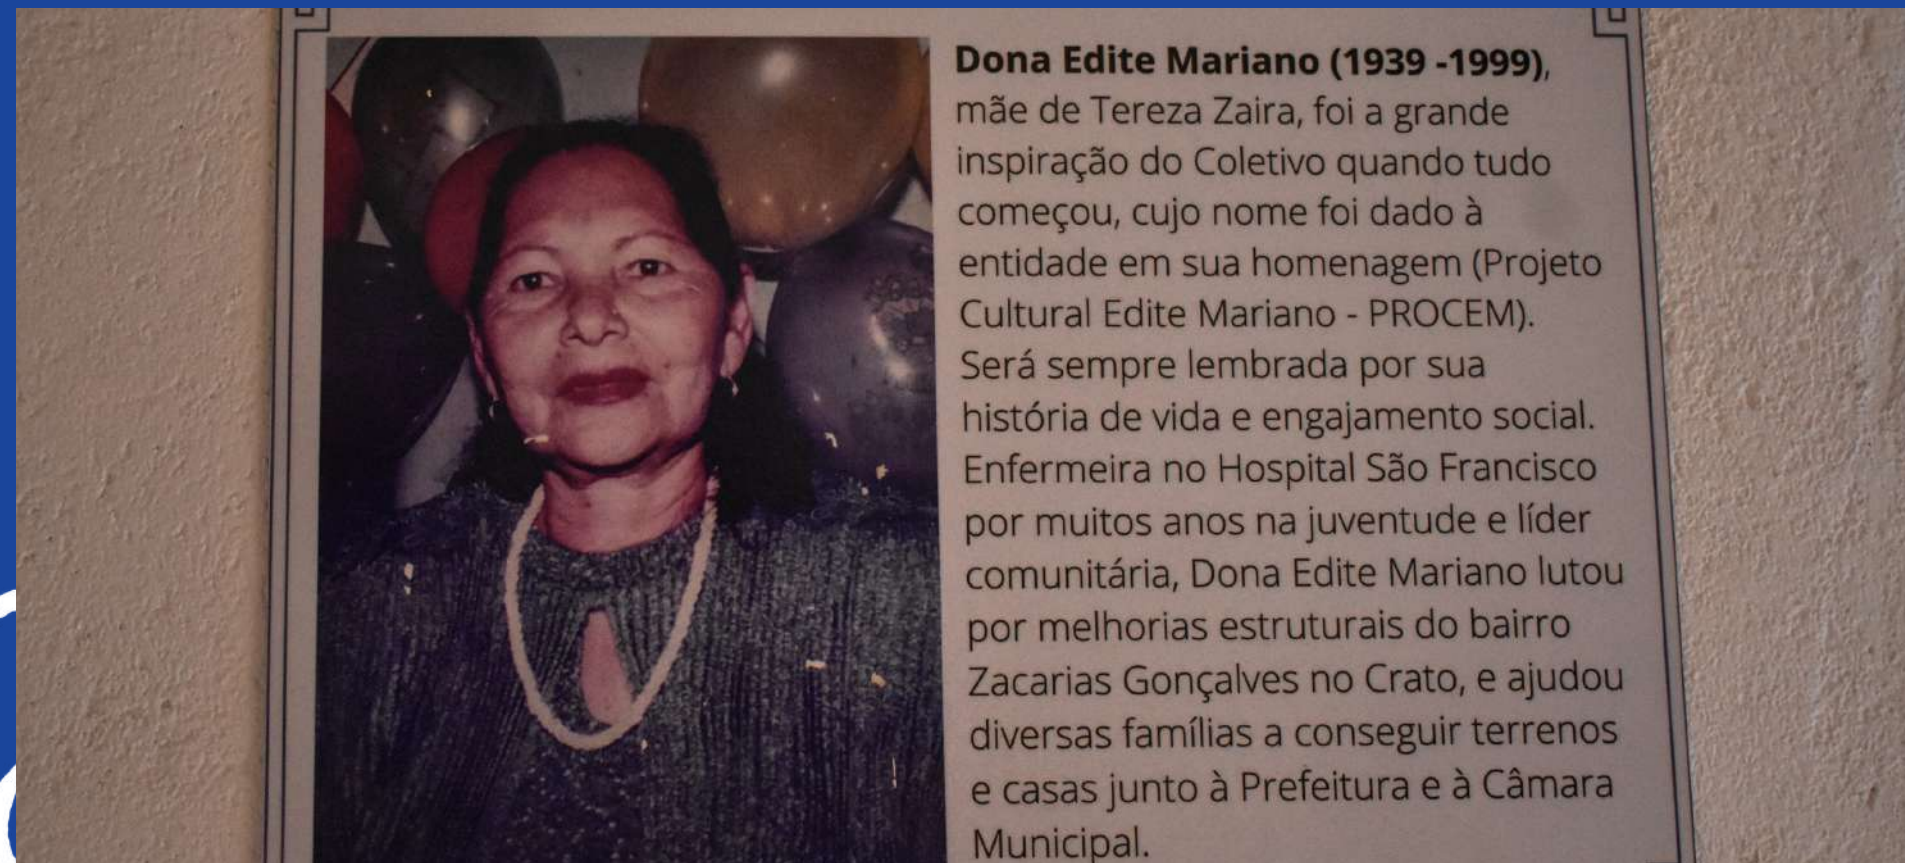 Dona Edite Mariano (1939 -1999),
mãe de Tereza Zaira, foi a grande
inspiração do Coletivo quando tudo
começou, cujo nome foi dado à
entidade em sua homenagem (Projeto
Cultural Edite Mariano - PROCEM).
Será sempre lembrada por sua
história de vida e engajamento social.
Enfermeira no Hospital São Francisco
por muitos anos na juventude e líder
comunitária, Dona Edite Mariano lutou
por melhorias estruturais do bairro
Zacarias Gonçalves no Crato, e ajudou
diversas famílias a conseguir terrenos
e casas junto à Prefeitura e à Câmara
Municipal.